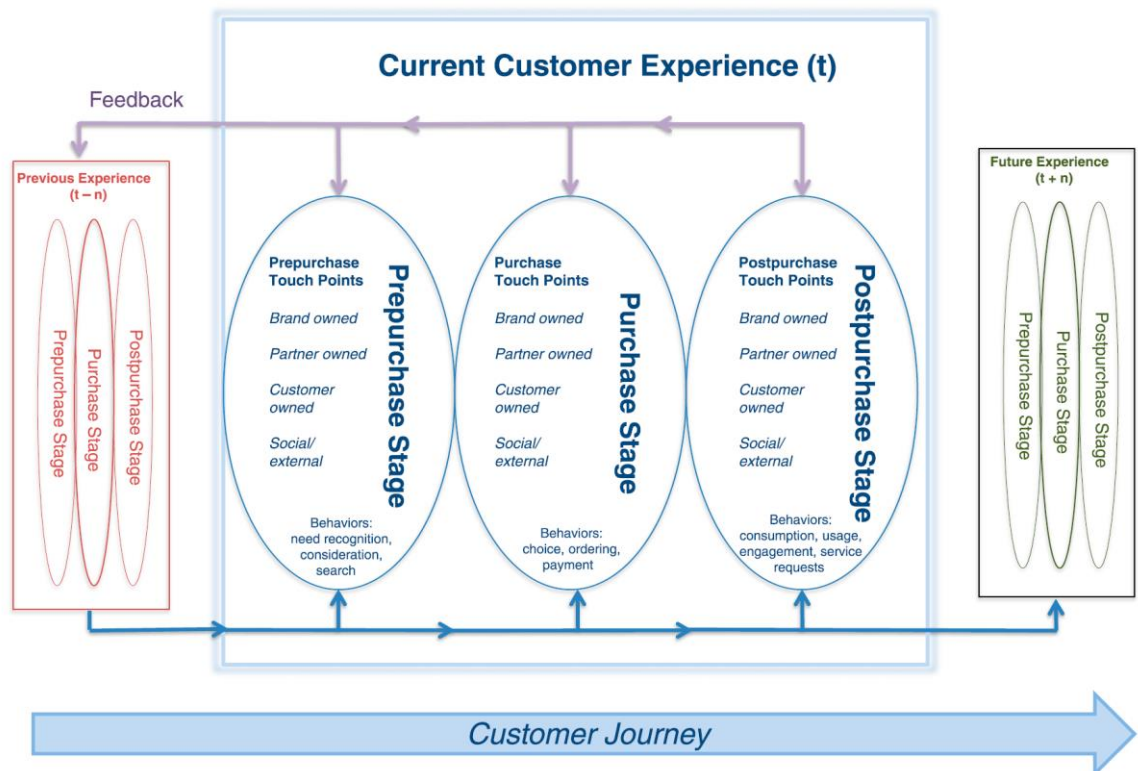 Current Customer Experience (t)
Feedback
Previous Experience
(t – n)
Prepurchase Stage
Purchase Stage
Postpurchase Stage
Prepurchase
Touch Points
Brand owned
Partner owned
Customer
owned
Social/
external
Prepurchase Stage
Behaviors:
need recognition,
consideration,
search
Purchase
Touch Points
Brand owned
Partner owned
Customer
owned
Social/
external
Purchase Stage
Behaviors:
choice, ordering,
payment
Postpurchase
Touch Points
Brand owned
Partner owned
Customer
owned
Social/
external
Postpurchase Stage
Behaviors:
consumption, usage,
engagement, service
requests
Future Experience
(t + n)
Prepurchase Stage
Purchase Stage
Postpurchase Stage
Customer Journey